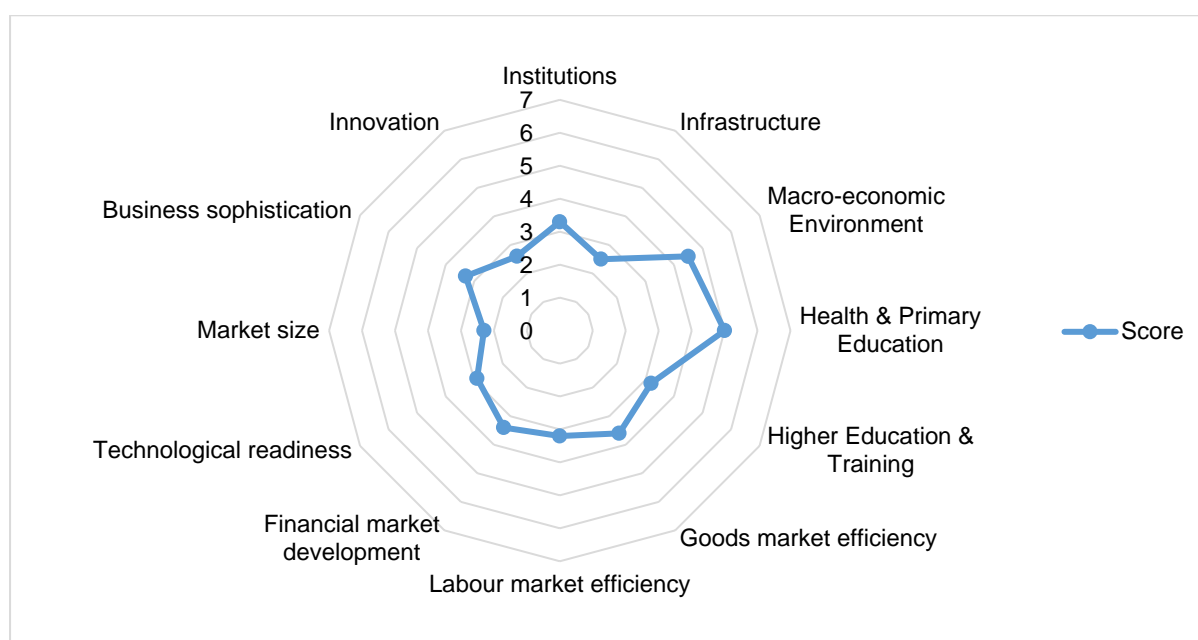 Institutions
7
6
5
4
3
2
1
0
Infrastructure
Macro-economic
Environment
Health & Primary
Education
Higher Education &
Training
Goods market efficiency
Labour market efficiency
Financial market
development
Technological readiness
Market size
Business sophistication
Innovation
Score